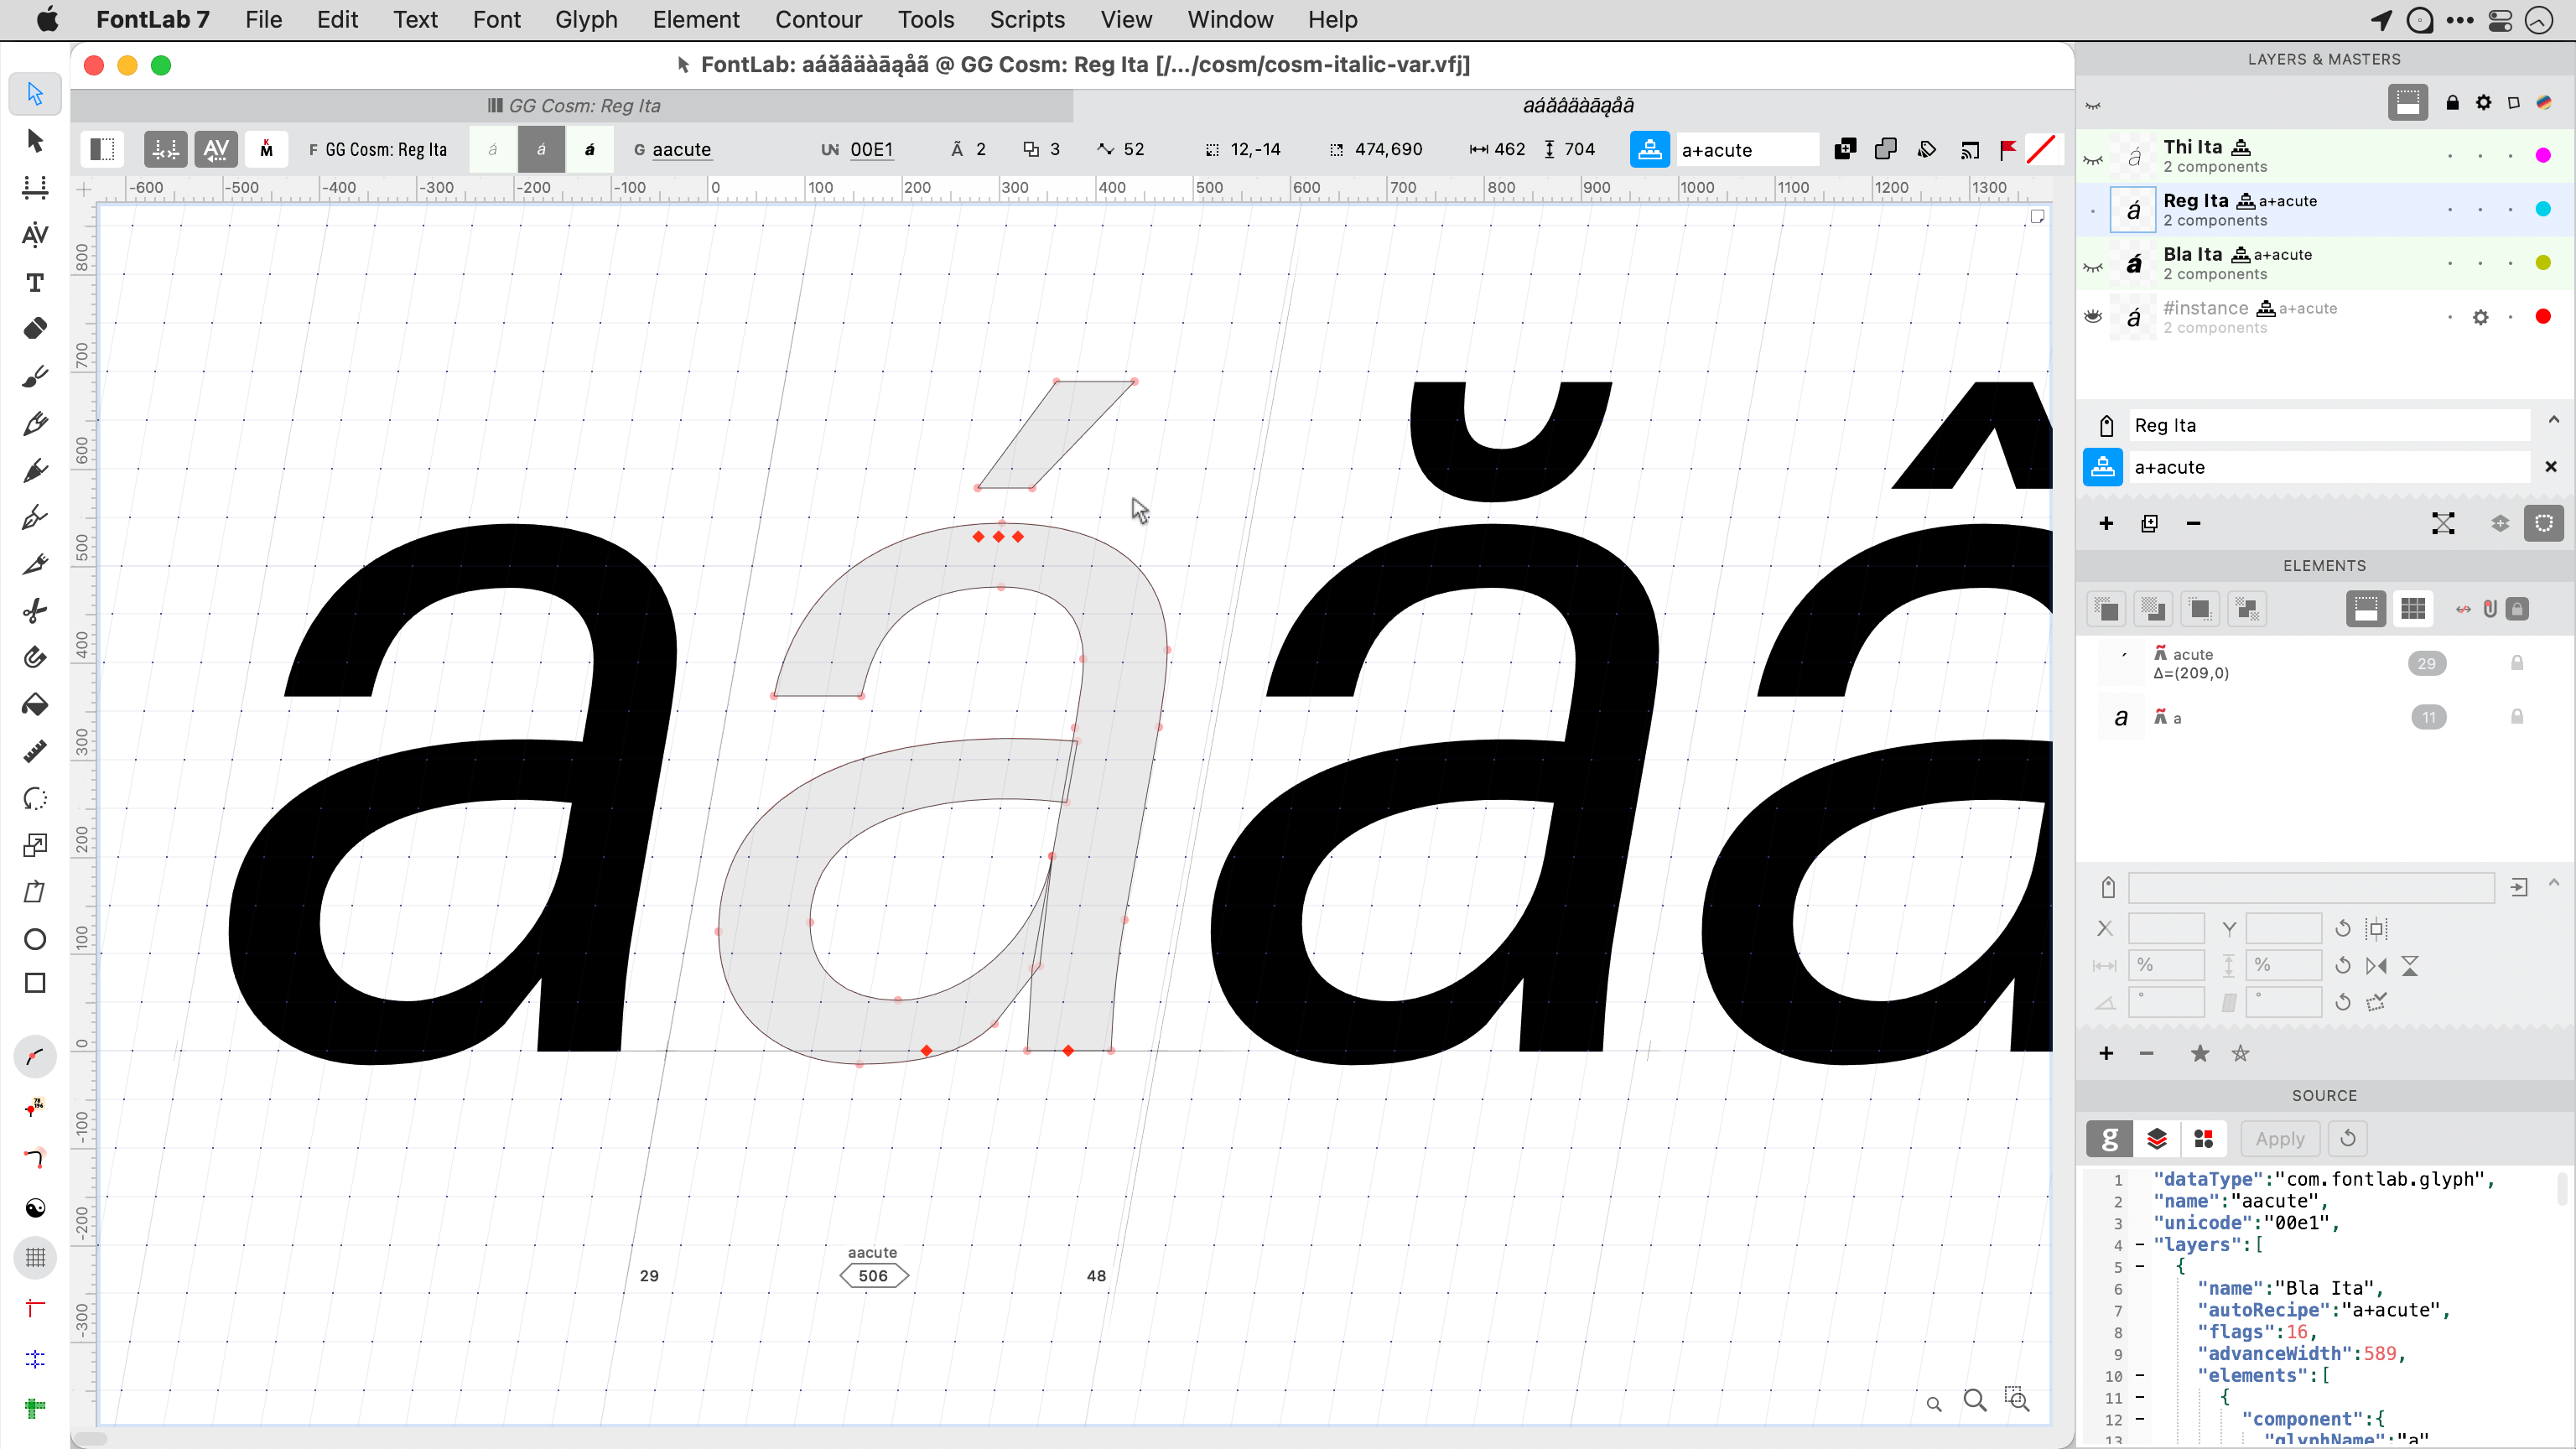 FontLab 7 File Edit Text Font Glyph Element Contour Tools Scripts View Window Help
FontLab: aáăâäàāąåã @ GG Cosm: Reg Ita [/.../cosm/cosm-italic-var.vfj]
GG Cosm: Reg Ita
aáăâäàāąåã
F GG Cosm: Reg Ita á á á G aacute UN 00E1 Ã 2 3 52 12,-14 474,690 462 704 a+acute
-600 -500 -400 -300 -200 -100 0 100 200 300 400 500 600 700 800 900 1000 1100 1200 1300
800
700
600
500
400
300
200
100
0
-100
-200
-300
a á ă â
aacute
29 506 48
LAYERS & MASTERS
á Thi Ita
2 components
á Reg Ita a+acute
2 components
á Bla Ita a+acute
2 components
á #instance a+acute
2 components
Reg Ita
a+acute
ELEMENTS
acute 29
Δ=(209,0)
a a 11
X Y
% %
° °
SOURCE
g Apply
1 "dataType":"com.fontlab.glyph",
2 "name":"aacute",
3 "unicode":"00e1",
4 "layers":[
5 {
6 "name":"Bla Ita",
7 "autoRecipe":"a+acute",
8 "flags":16,
9 "advanceWidth":589,
10 "elements":[
11 {
12 "component":{
13 "glyphName":"a"